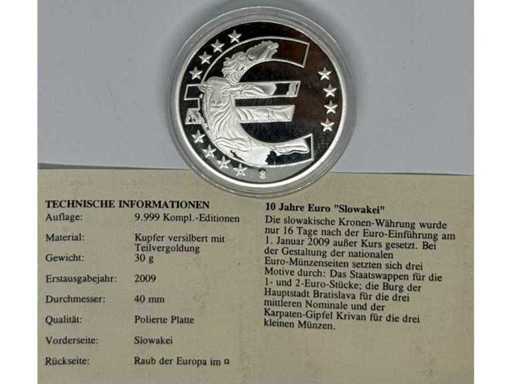 TECHNISCHE INFORMATIONEN
Auflage: 9.999 Kompl.-Editionen
Material: Kupfer versilbert mit
Teilvergoldung
Gewicht: 30 g
Erstausgabejahr: 2009
Durchmesser: 40 mm
Qualität: Polierte Platte
Vorderseite: Slowakei
Rückseite: Raub der Europa im ¤
10 Jahre Euro "Slowakei"
Die slowakische Kronen-Währung wurde
nur 16 Tage nach der Euro-Einführung am
1. Januar 2009 außer Kurs gesetzt. Bei
der Gestaltung der nationalen
Euro-Münzenseiten setzten sich drei
Motive durch: Das Staatswappen für die
1- und 2-Euro-Stücke; die Burg der
Hauptstadt Bratislava für die drei
mittleren Nominale und der
Karpaten-Gipfel Krivan für die drei
kleinen Münzen.